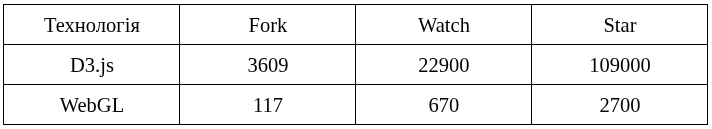 Технологія Fork Watch Star
D3.js 3609 22900 109000
WebGL 117 670 2700